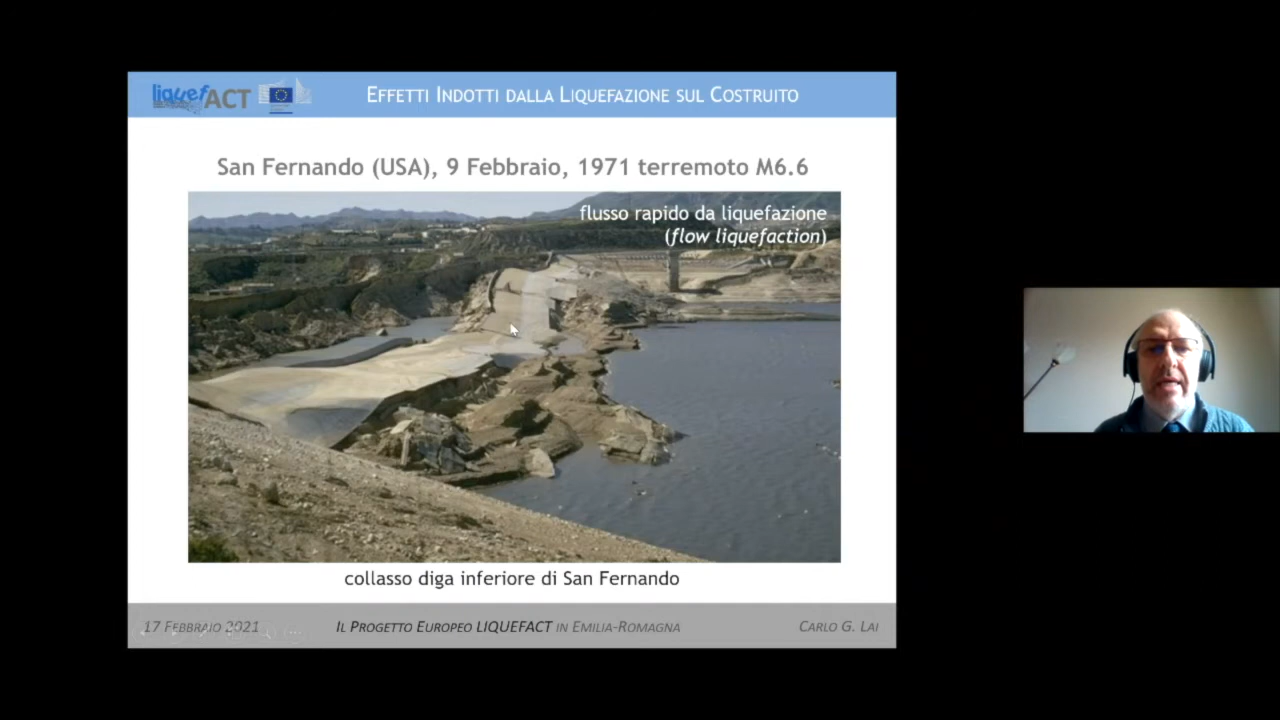 liquefACT
EFFETTI INDOTTI DALLA LIQUEFAZIONE SUL COSTRUITO
San Fernando (USA), 9 Febbraio, 1971 terremoto M6.6
flusso rapido da liquefazione
(flow liquefaction)
collasso diga inferiore di San Fernando
17 FEBBRAIO 2021
IL PROGETTO EUROPEO LIQUEFACT IN EMILIA-ROMAGNA
CARLO G. LAI